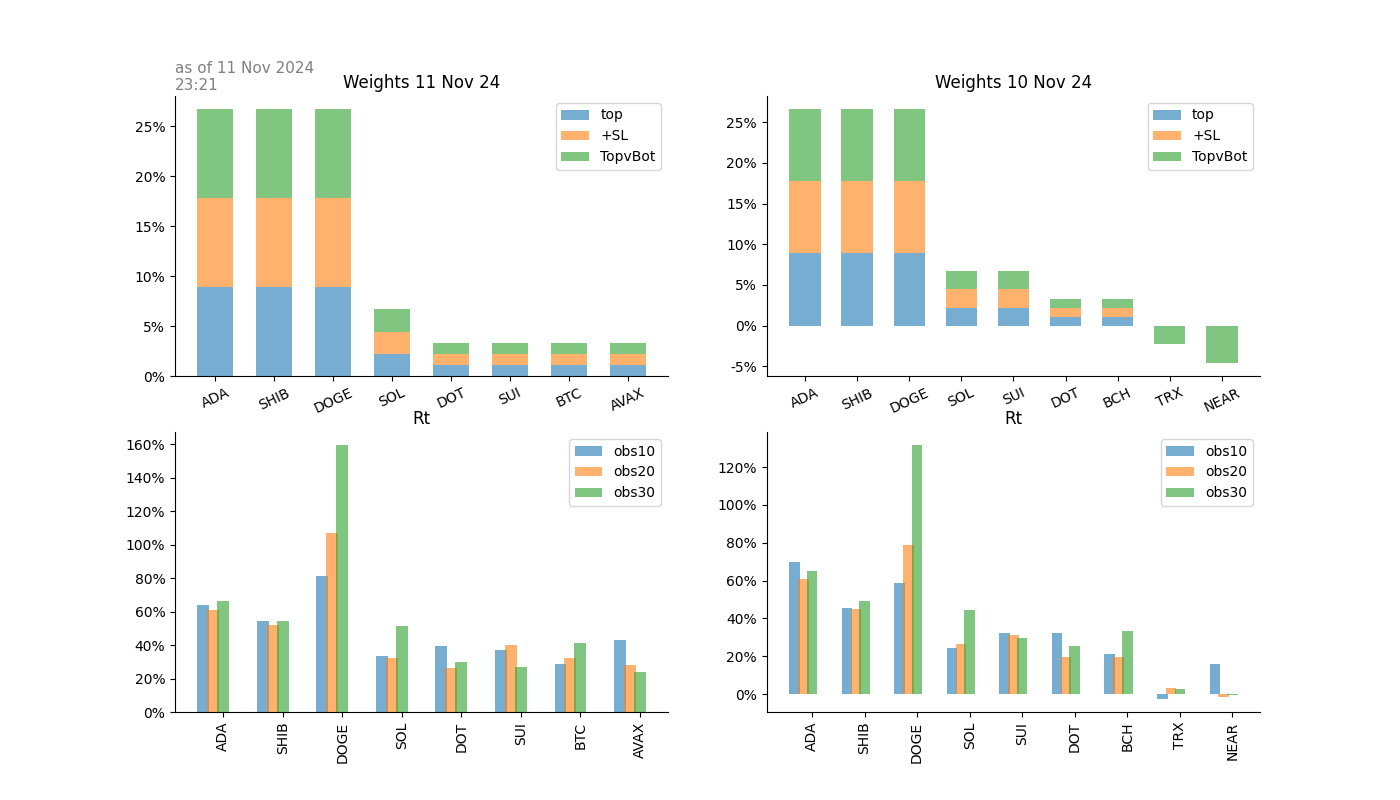 as of 11 Nov 2024
23:21
Weights 11 Nov 24
25%
20%
15%
10%
5%
0%
top
+SL
TopvBot
ADA SHIB DOGE SOL DOT SUI BTC AVAX
Weights 10 Nov 24
25%
20%
15%
10%
5%
0%
-5%
top
+SL
TopvBot
ADA SHIB DOGE SOL SUI DOT BCH TRX NEAR
Rt
160%
140%
120%
100%
80%
60%
40%
20%
0%
obs10
obs20
obs30
ADA SHIB DOGE SOL DOT SUI BTC AVAX
Rt
120%
100%
80%
60%
40%
20%
0%
obs10
obs20
obs30
ADA SHIB DOGE SOL SUI DOT BCH TRX NEAR